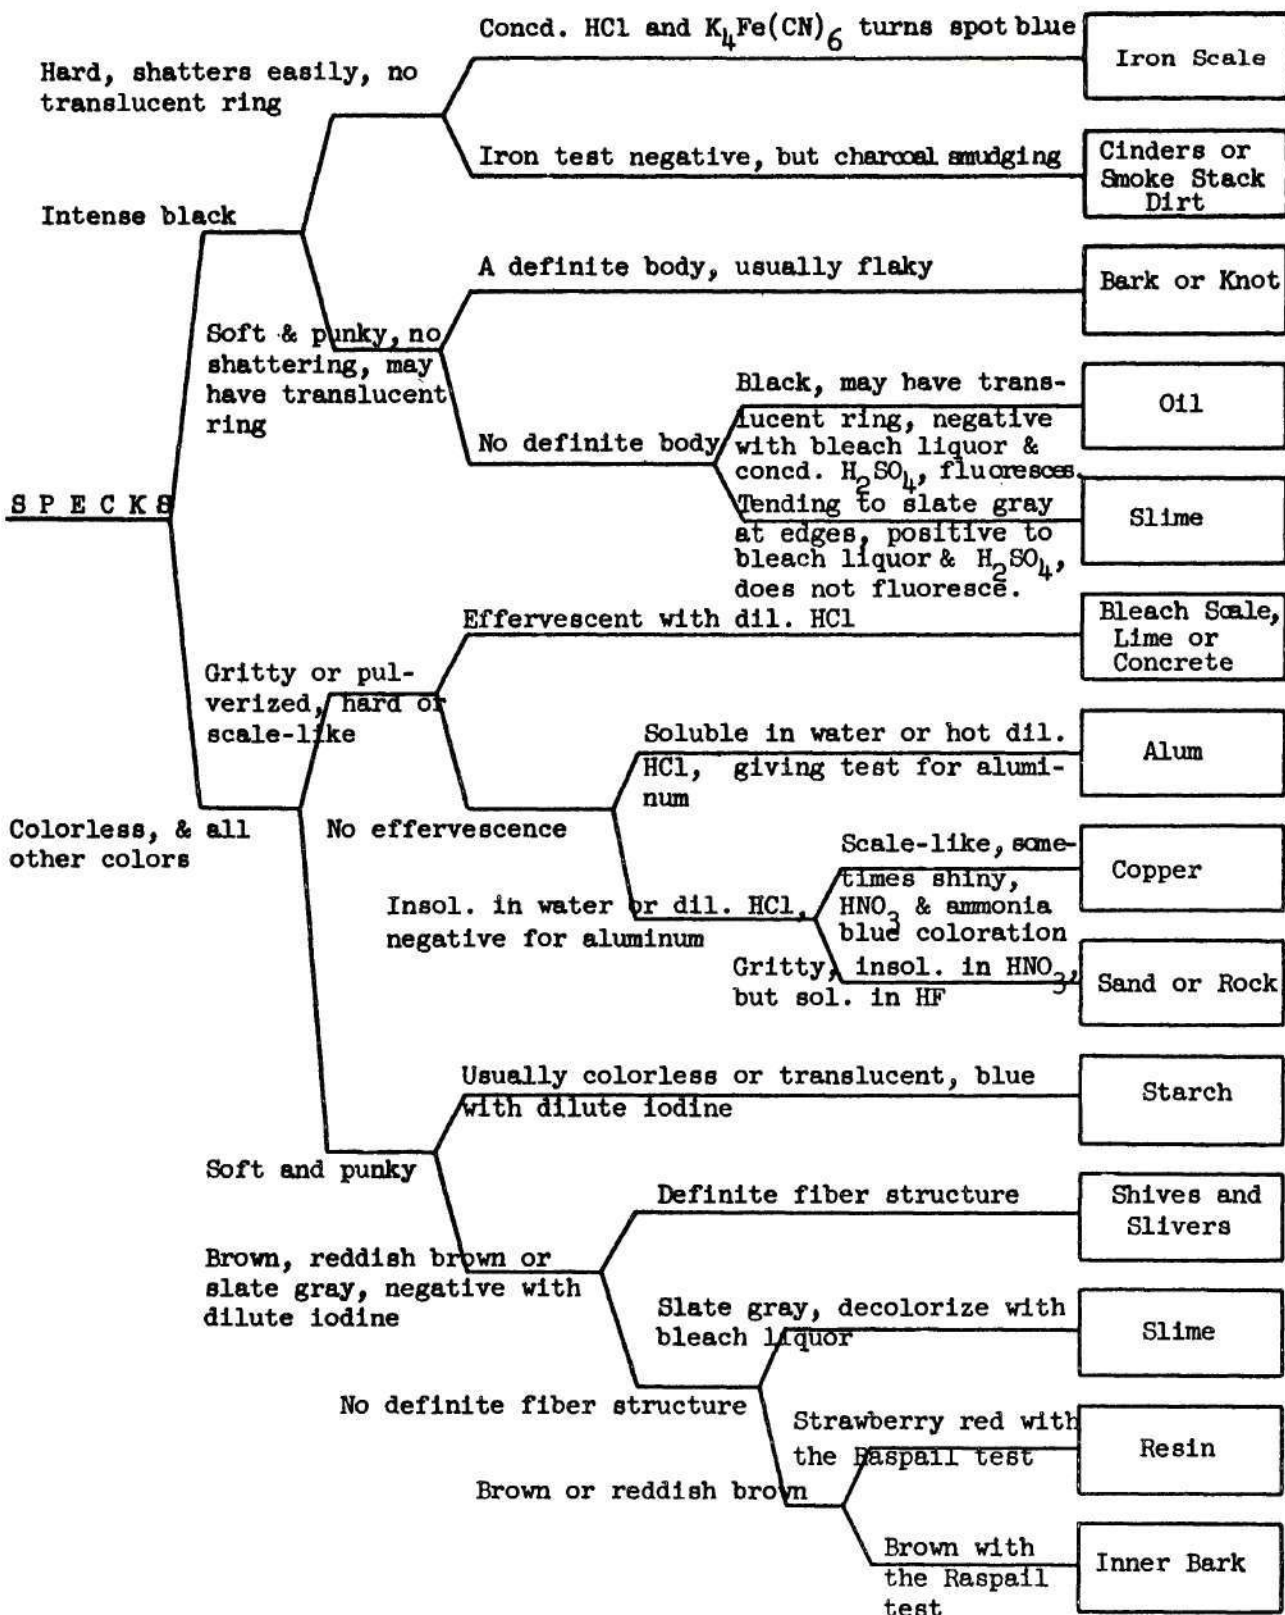 Concd. HCl and K4Fe(CN)6 turns spot blue
Iron Scale
Hard, shatters easily, no
translucent ring
Iron test negative, but charcoal smudging
Cinders or
Smoke Stack
Dirt
Intense black
A definite body, usually flaky
Bark or Knot
Soft & punky, no
shattering, may
have translucent
ring
Black, may have trans-
lucent ring, negative
with bleach liquor &
concd. H2SO4, fluoresces.
Oil
No definite body
SPECKS
Tending to slate gray
at edges, positive to
bleach liquor & H2SO4,
does not fluoresce.
Slime
Effervescent with dil. HCl
Bleach Scale,
Lime or
Concrete
Gritty or pul-
verized, hard or
scale-like
Soluble in water or hot dil.
HCl, giving test for alumi-
num
Alum
Colorless, & all
other colors
No effervescence
Scale-like, some-
times shiny,
HNO3 & ammonia
blue coloration
Copper
Insol. in water or dil. HCl,
negative for aluminum
Gritty, insol. in HNO3,
but sol. in HF
Sand or Rock
Usually colorless or translucent, blue
with dilute iodine
Starch
Soft and punky
Definite fiber structure
Shives and
Slivers
Brown, reddish brown or
slate gray, negative with
dilute iodine
Slate gray, decolorize with
bleach liquor
Slime
No definite fiber structure
Strawberry red with
the Raspail test
Resin
Brown or reddish brown
Brown with
the Raspail
test
Inner Bark